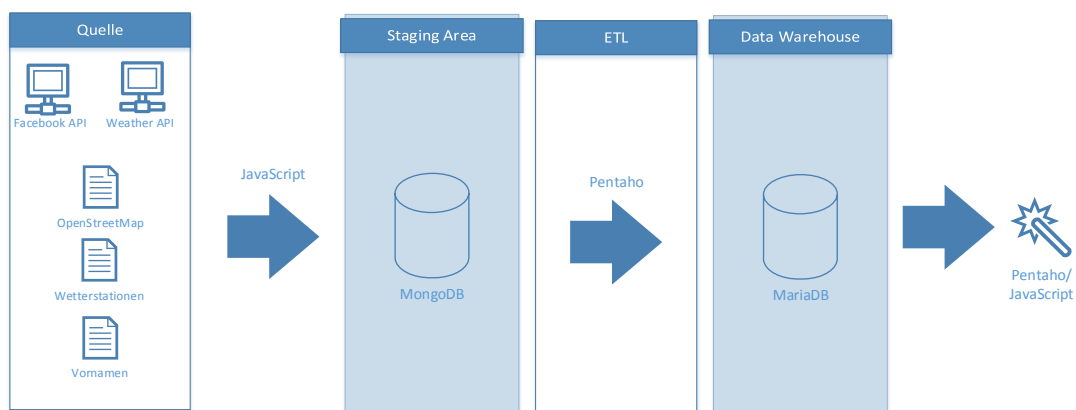 Quelle
Facebook API
Weather API
OpenStreetMap
Wetterstationen
Vornamen
JavaScript
Staging Area
MongoDB
ETL
Pentaho
Data Warehouse
MariaDB
Pentaho/
JavaScript